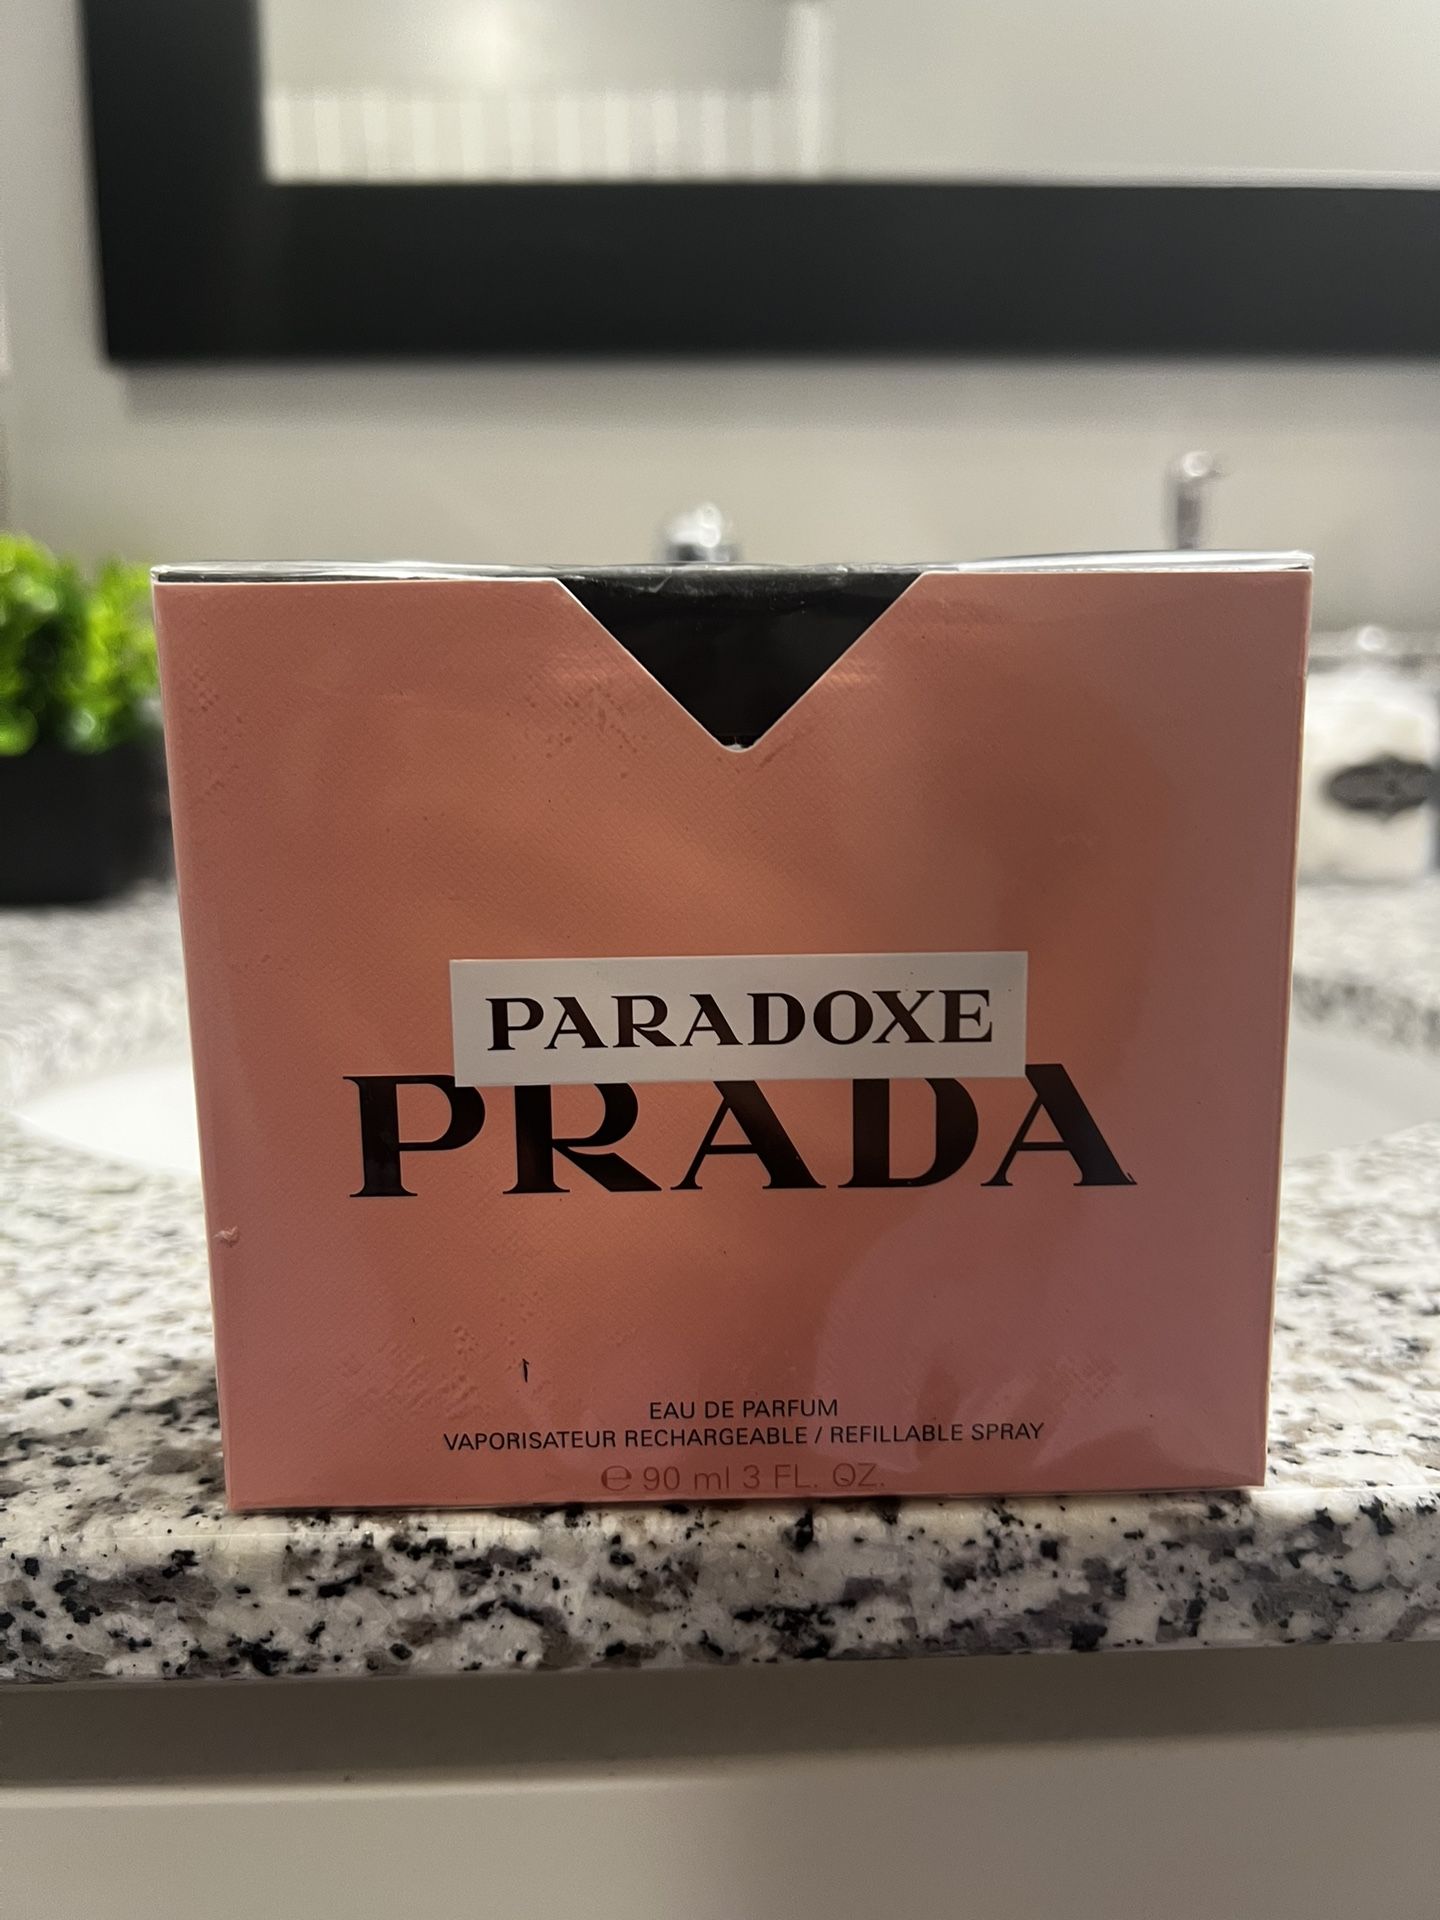 PARADOXE
PRADA
EAU DE PARFUM
VAPORISATEUR RECHARGEABLE / REFILLABLE SPRAY
℮ 90 ml 3 FL. OZ.